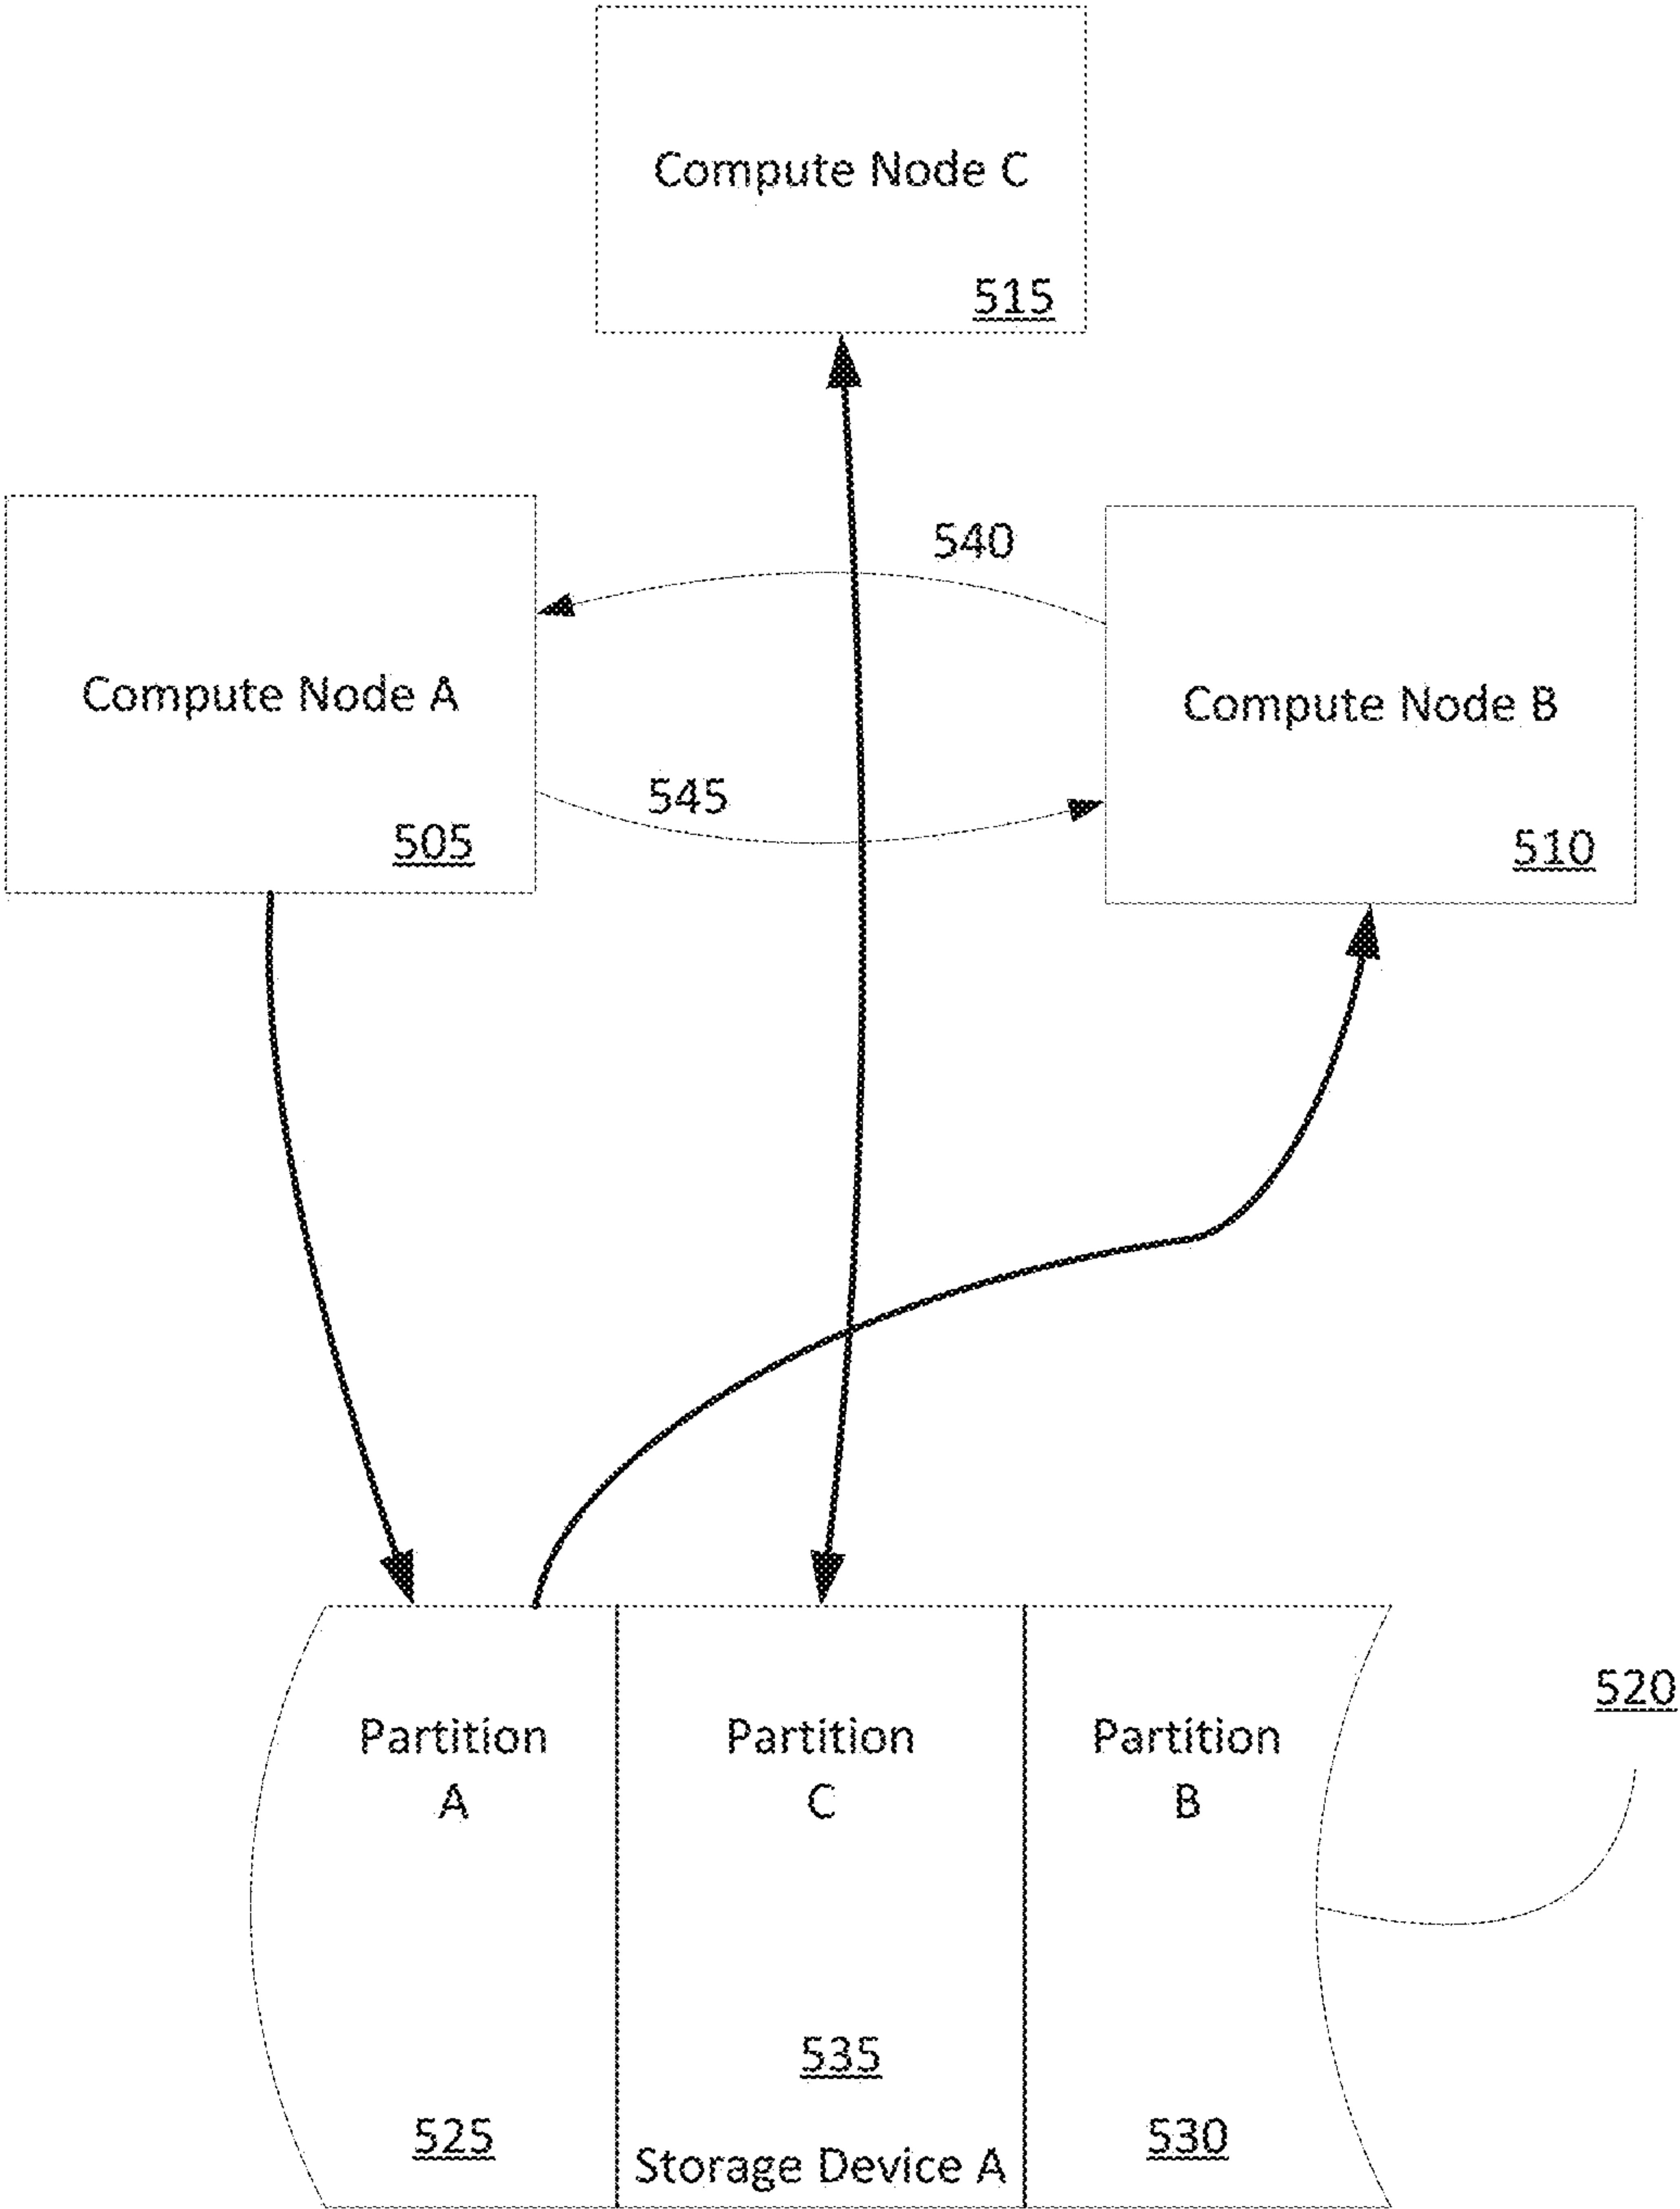 Compute Node C
515
540
Compute Node A
Compute Node B
545
505
510
520
Partition
A
Partition
C
Partition
B
535
525
530
Storage Device A